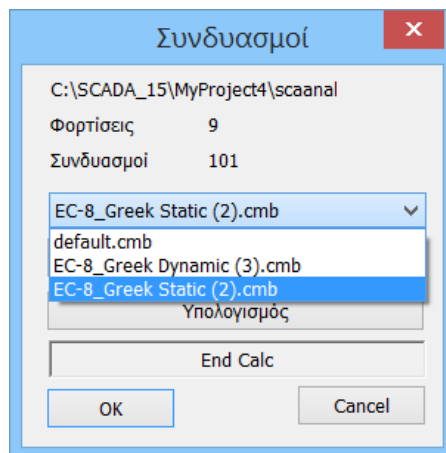 Συνδυασμοί
x
C:\SCADA_15\MyProject4\scaanal
Φορτίσεις 9
Συνδυασμοί 101
EC-8_Greek Static (2).cmb
default.cmb
EC-8_Greek Dynamic (3).cmb
EC-8_Greek Static (2).cmb
Υπολογισμός
End Calc
OK Cancel